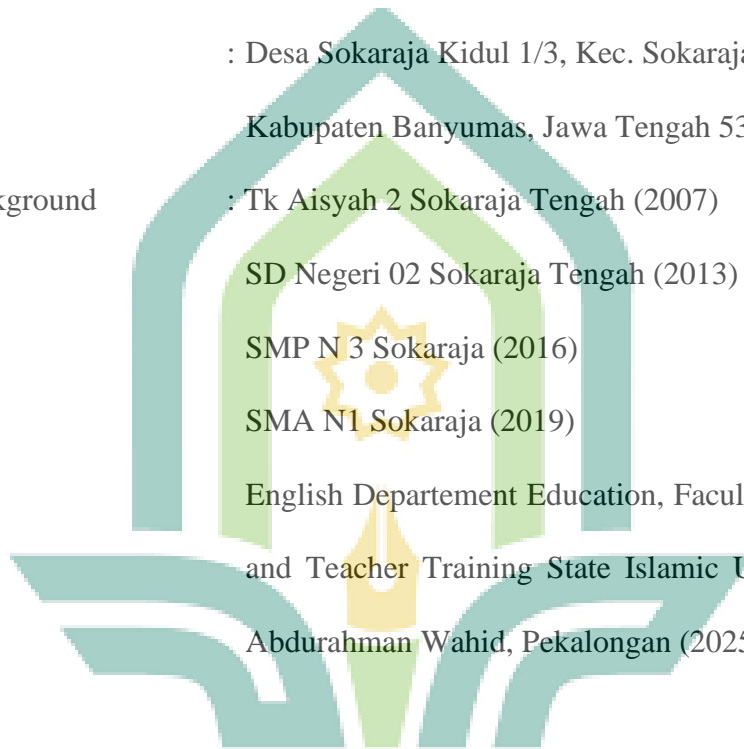 : Desa Sokaraja Kidul 1/3, Kec. Sokaraja
Kabupaten Banyumas, Jawa Tengah 53
kground : Tk Aisyah 2 Sokaraja Tengah (2007)
SD Negeri 02 Sokaraja Tengah (2013)
SMP N 3 Sokaraja (2016)
SMA N1 Sokaraja (2019)
English Departement Education, Facul
and Teacher Training State Islamic U
Abdurahman Wahid, Pekalongan (2025